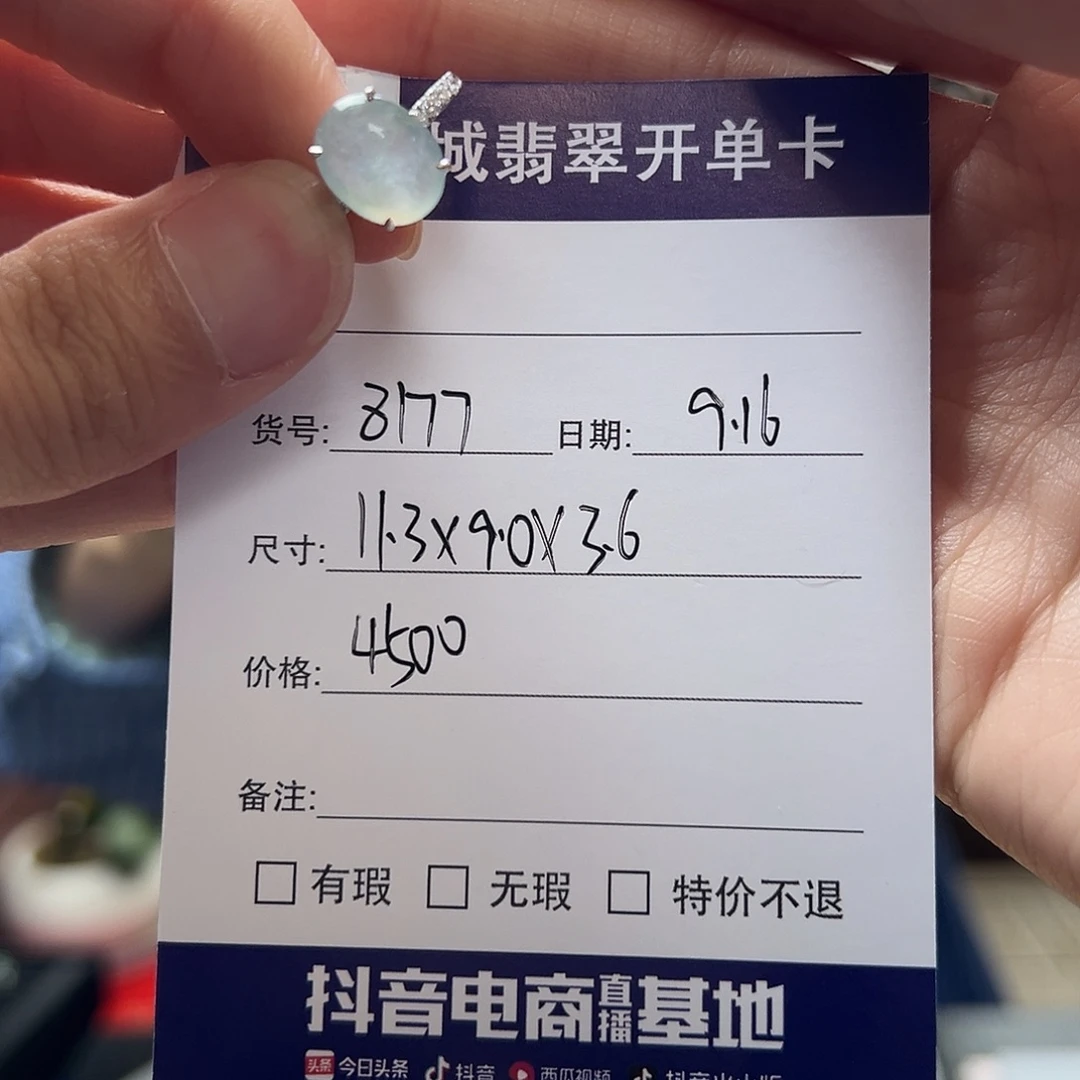 城翡翠开单卡
货号: 8177 日期: 9.16
尺寸: 11.3X9.0X3.6
价格: 4500
备注:
有瑕 无瑕 特价不退
抖音电商直播基地
头条 今日头条 抖音 西瓜视频